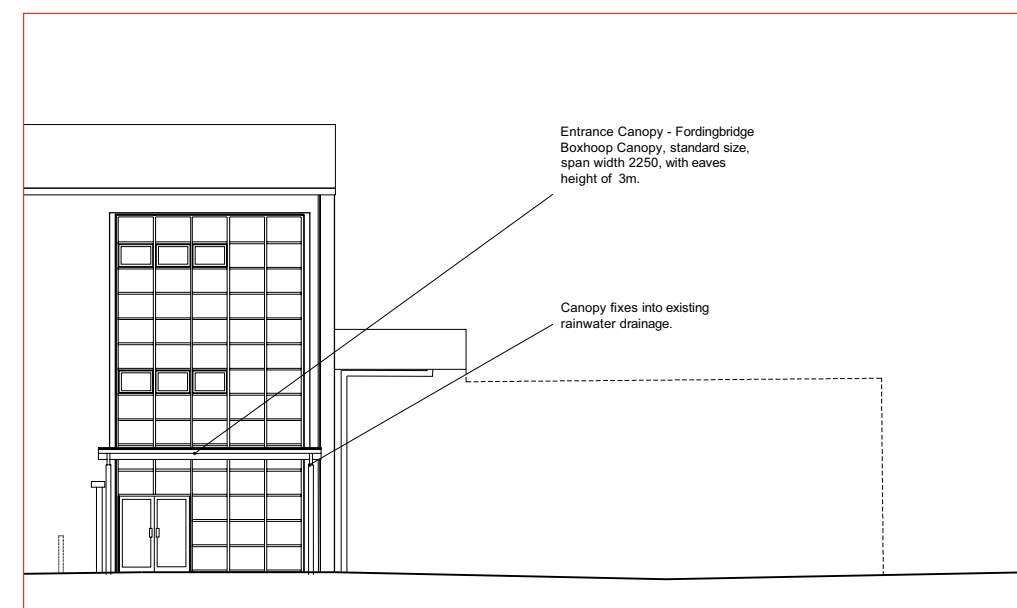 Entrance Canopy - Fordingbridge
Boxhoop Canopy, standard size,
span width 2250, with eaves
height of 3m.
Canopy fixes into existing
rainwater drainage.